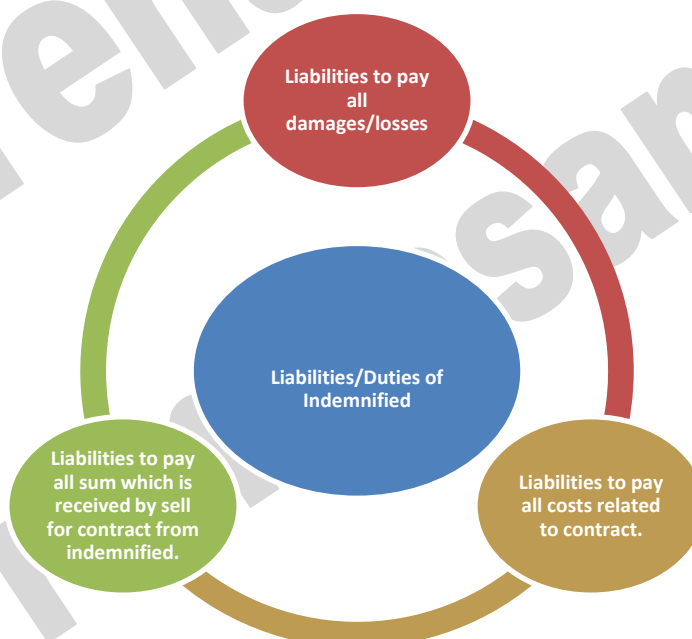 Liabilities to pay
all
damages/losses
Liabilities/Duties of
Indemnified
Liabilities to pay
all sum which is
received by sell
for contract from
indemnified.
Liabilities to pay
all costs related
to contract.